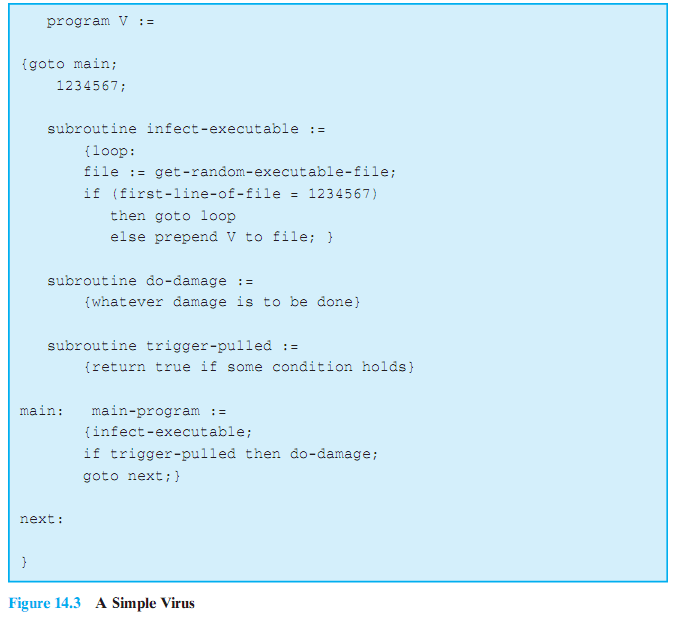 program V :=
{goto main;
1234567;
subroutine infect-executable :=
{loop:
file := get-random-executable-file;
if (first-line-of-file = 1234567)
then goto loop
else prepend V to file; }
subroutine do-damage :=
{whatever damage is to be done}
subroutine trigger-pulled :=
{return true if some condition holds}
main: main-program :=
{infect-executable;
if trigger-pulled then do-damage;
goto next;}
next:
}
Figure 14.3 A Simple Virus